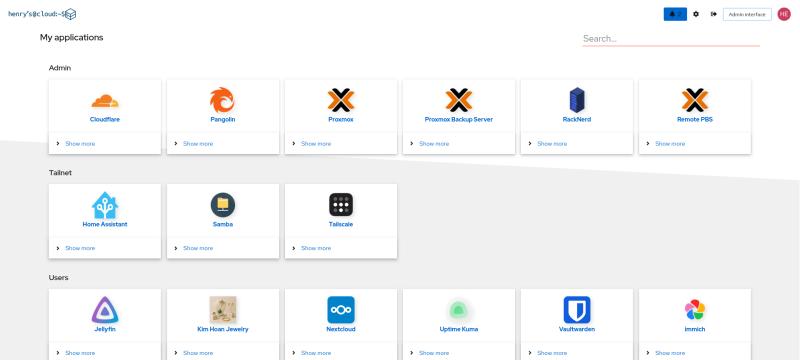 henry's@cloud:~$
2
Admin interface
HE
My applications
Search...
Admin
Cloudflare
Pangolin
Proxmox
Proxmox Backup Server
RackNerd
Remote PBS
Show more
Show more
Show more
Show more
Show more
Show more
Tailnet
Home Assistant
Samba
Tailscale
Show more
Show more
Show more
Users
Jellyfin
Kim Hoan Jewelry
Nextcloud
Uptime Kuma
Vaultwarden
immich
Show more
Show more
Show more
Show more
Show more
Show more